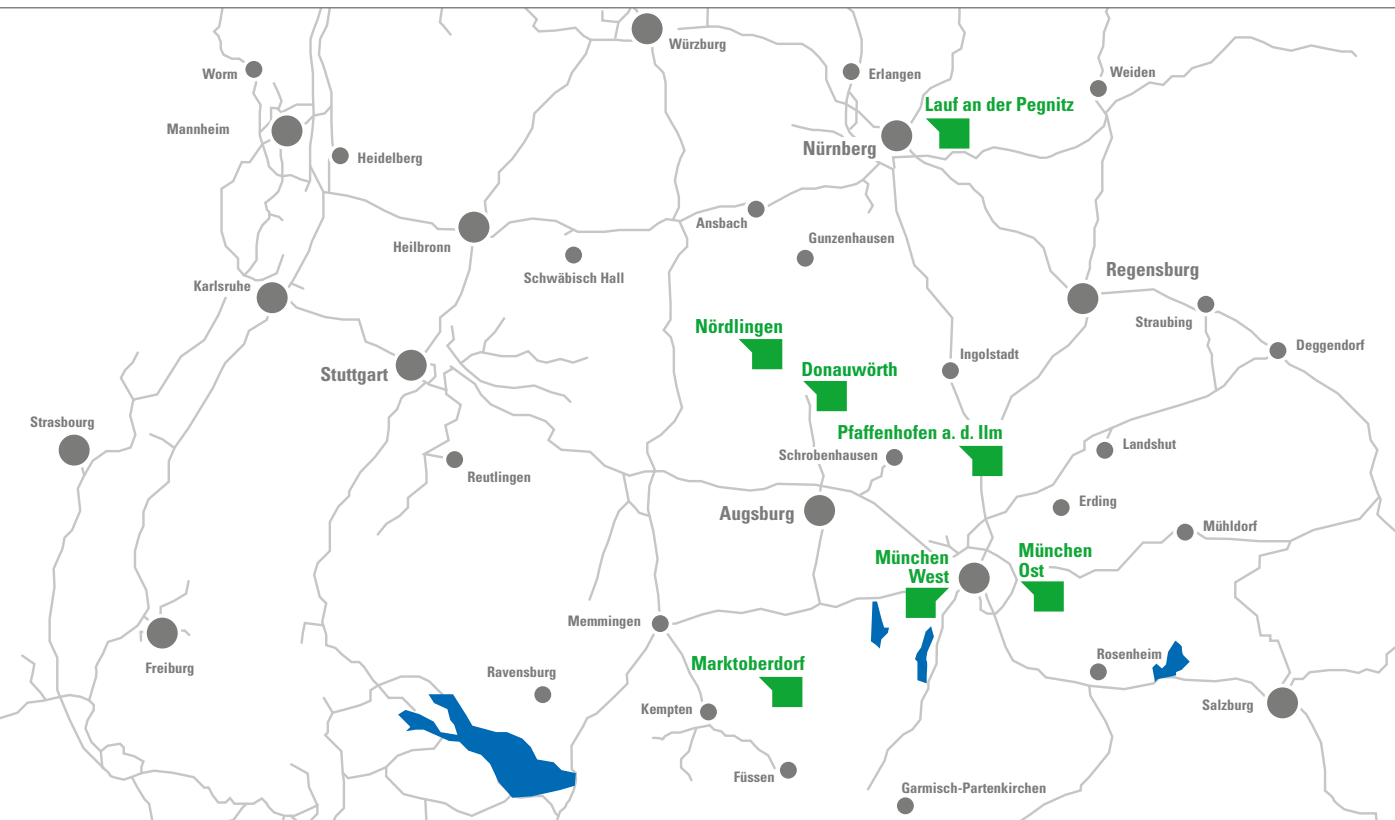 Würzburg
Worm
Erlangen
Weiden
Lauf an der Pegnitz
Mannheim
Heidelberg
Nürnberg
Ansbach
Gunzenhausen
Heilbronn
Schwäbisch Hall
Regensburg
Karlsruhe
Straubing
Nördlingen
Deggendorf
Ingolstadt
Stuttgart
Donauwörth
Strasbourg
Pfaffenhofen a. d. Ilm
Schrobenhausen
Landshut
Reutlingen
Erding
Augsburg
Mühldorf
München
West
München
Ost
Memmingen
Freiburg
Ravensburg
Marktoberdorf
Rosenheim
Kempten
Salzburg
Füssen
Garmisch-Partenkirchen